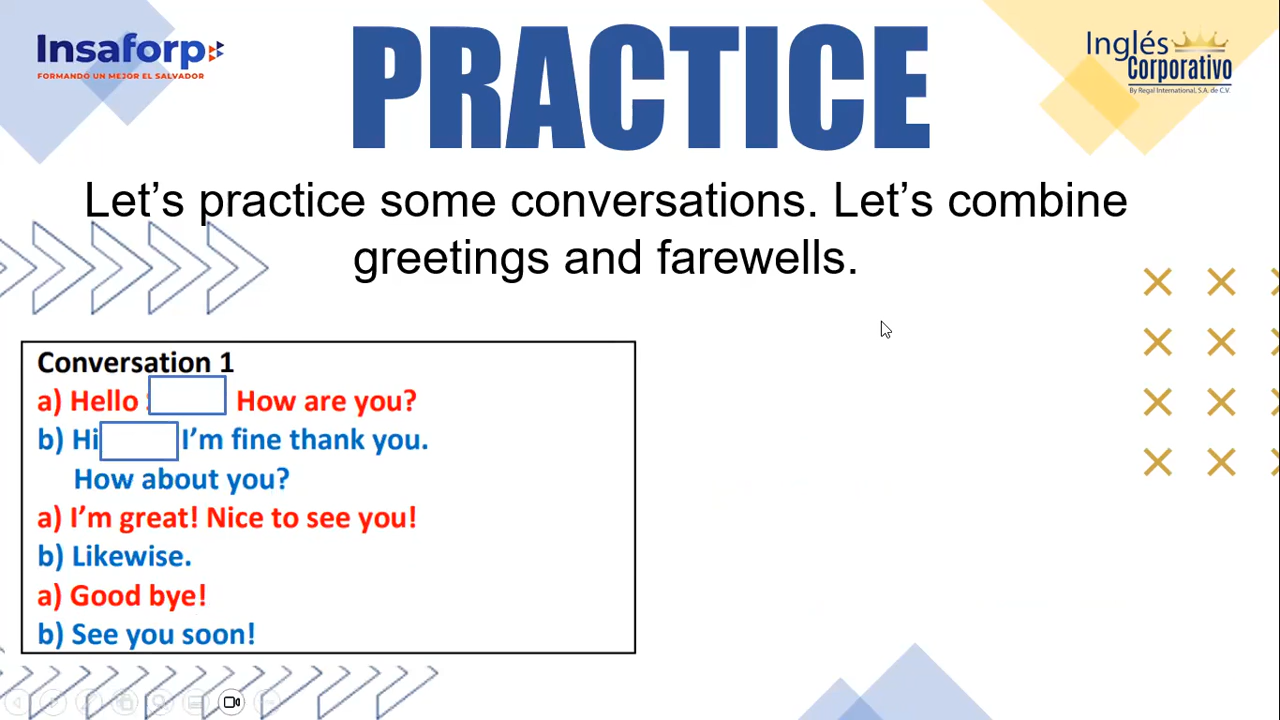 Insaforp
FORMANDO UN MEJOR EL SALVADOR
PRACTICE
Inglés
Corporativo
By Regal International, S.A. de C.V.
Let's practice some conversations. Let's combine
greetings and farewells.
Conversation 1
a) Hello How are you?
b) Hi I'm fine thank you.
How about you?
a) I'm great! Nice to see you!
b) Likewise.
a) Good bye!
b) See you soon!